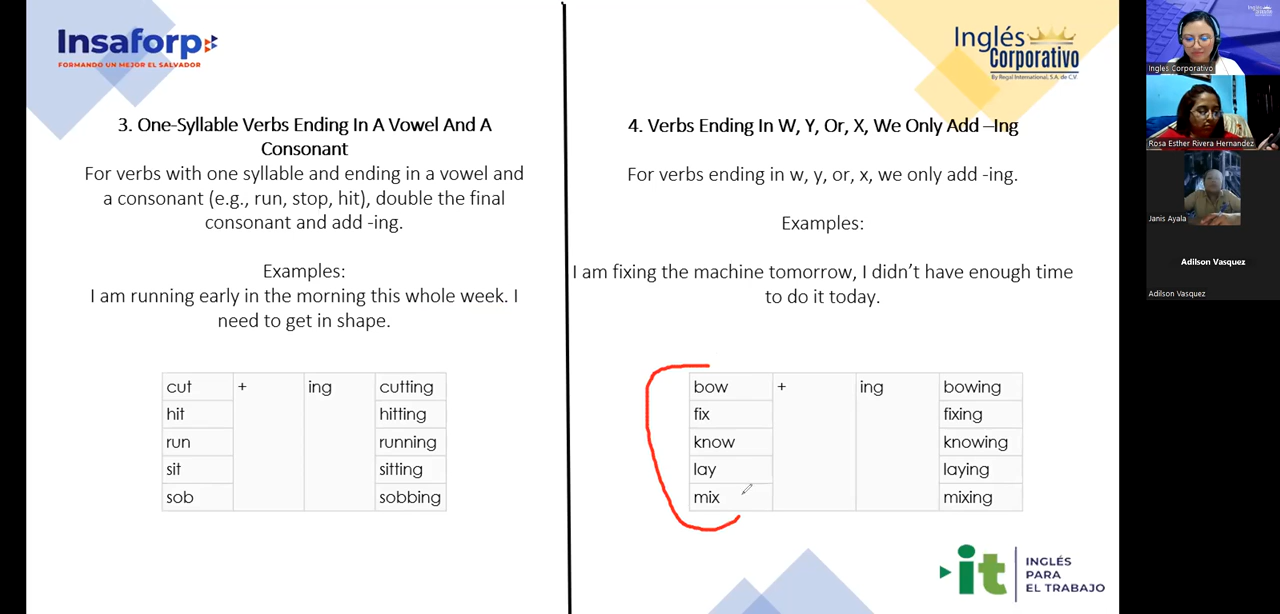 Insaforp
FORMANDO UN MEJOR EL SALVADOR
Inglés
Corporativo
By Regal International, S.A. de C.V.
3. One-Syllable Verbs Ending In A Vowel And A
Consonant
For verbs with one syllable and ending in a vowel and
a consonant (e.g., run, stop, hit), double the final
consonant and add -ing.
Examples:
I am running early in the morning this whole week. I
need to get in shape.
cut + ing cutting
hit hitting
run running
sit sitting
sob sobbing
4. Verbs Ending In W, Y, Or, X, We Only Add –Ing
For verbs ending in w, y, or, x, we only add -ing.
Examples:
I am fixing the machine tomorrow, I didn’t have enough time
to do it today.
bow + ing bowing
fix fixing
know knowing
lay laying
mix mixing
it
INGLÉS
PARA
EL TRABAJO
Ingles Corporativo
Rosa Esther Rivera Hernandez
Janis Ayala
Adilson Vasquez
Adilson Vasquez